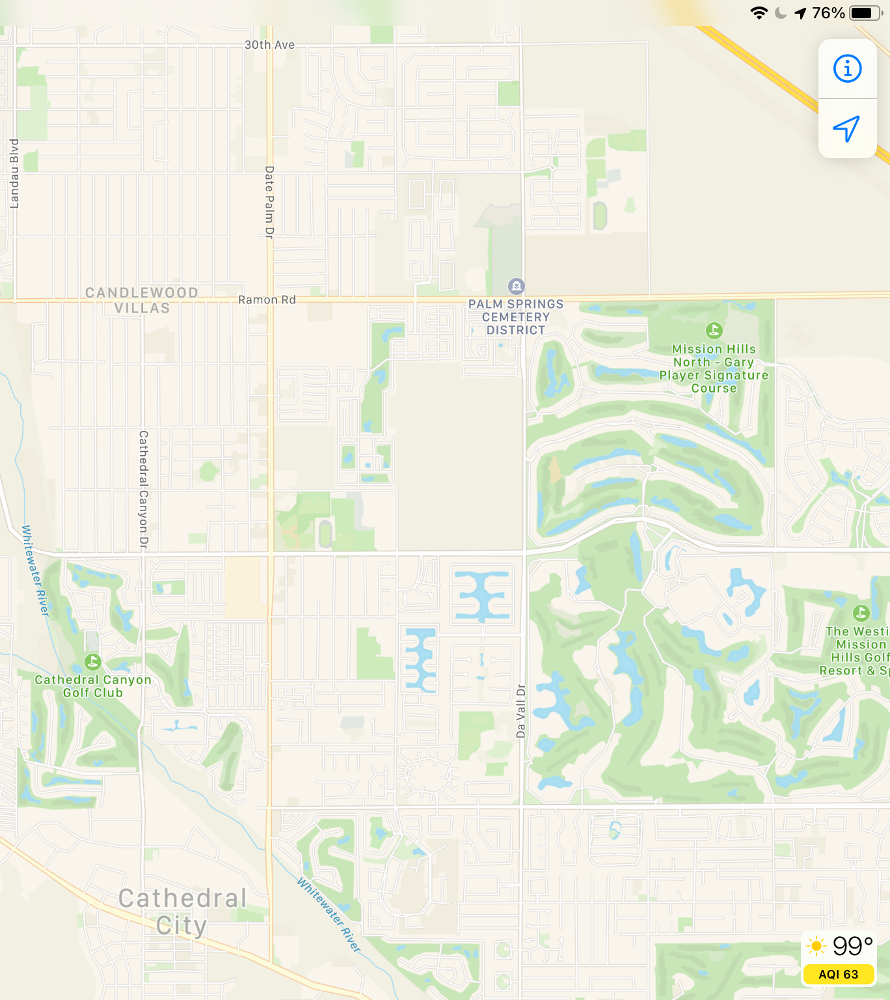 76%
30th Ave
Landau Blvd
Date Palm Dr
CANDLEWOOD
VILLAS
Ramon Rd
PALM SPRINGS
CEMETERY
DISTRICT
Mission Hills
North - Gary
Player Signature
Course
Cathedral Canyon Dr
Whitewater River
The Westi
Mission
Hills Golf
Resort & Sp
Cathedral Canyon
Golf Club
Da Vall Dr
Whitewater River
Cathedral
City
99°
AQI 63